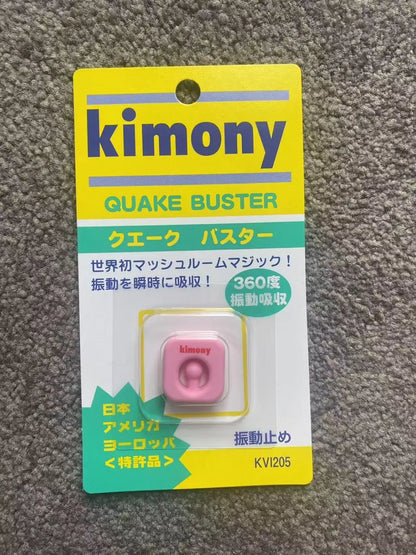 kimony
QUAKE BUSTER
クエーク バスター
世界初マッシュルームマジック！
振動を瞬時に吸収！
360度
振動吸収
kimony
日本
アメリカ
ヨーロッパ
＜特許品＞
振動止め
KVI205